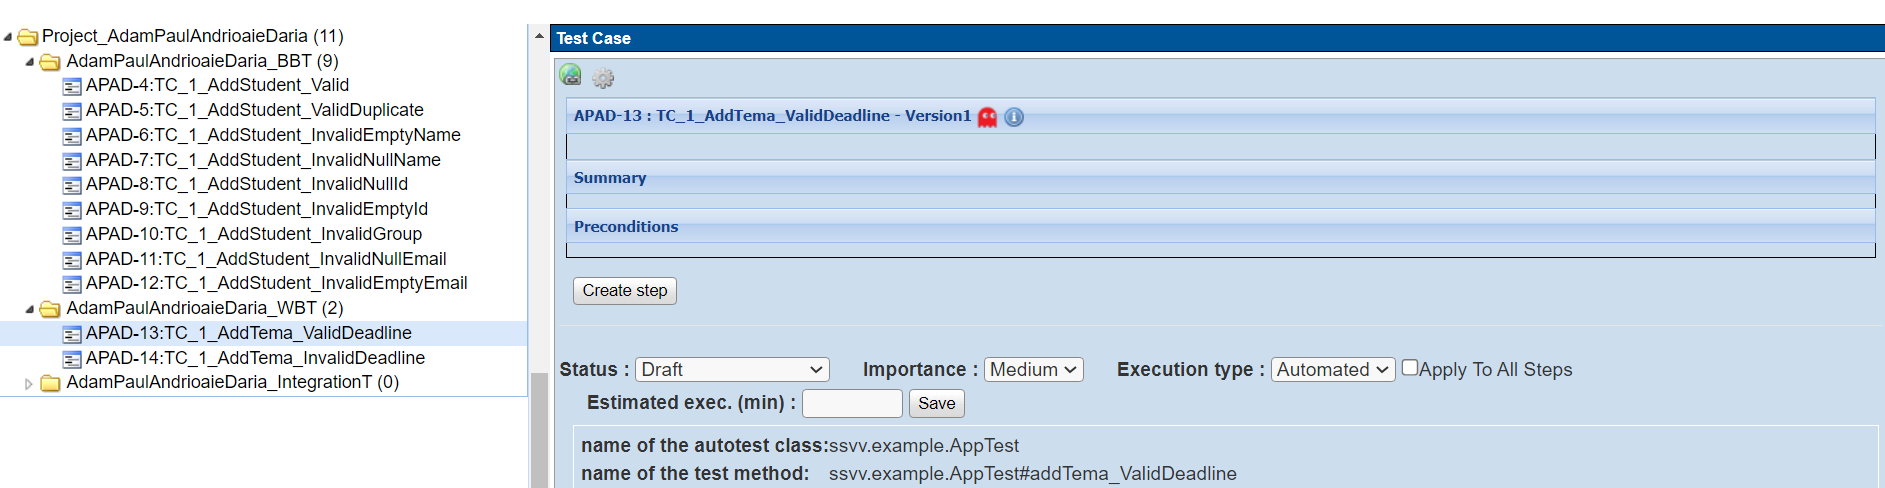 Project_AdamPaulAndrioaieDaria (11)
AdamPaulAndrioaieDaria_BBT (9)
APAD-4:TC_1_AddStudent_Valid
APAD-5:TC_1_AddStudent_ValidDuplicate
APAD-6:TC_1_AddStudent_InvalidEmptyName
APAD-7:TC_1_AddStudent_InvalidNullName
APAD-8:TC_1_AddStudent_InvalidNullId
APAD-9:TC_1_AddStudent_InvalidEmptyId
APAD-10:TC_1_AddStudent_InvalidGroup
APAD-11:TC_1_AddStudent_InvalidNullEmail
APAD-12:TC_1_AddStudent_InvalidEmptyEmail
AdamPaulAndrioaieDaria_WBT (2)
APAD-13:TC_1_AddTema_ValidDeadline
APAD-14:TC_1_AddTema_InvalidDeadline
AdamPaulAndrioaieDaria_IntegrationT (0)
Test Case
APAD-13 : TC_1_AddTema_ValidDeadline - Version1
Summary
Preconditions
Create step
Status : Draft Importance : Medium Execution type : Automated Apply To All Steps
Estimated exec. (min) : Save
name of the autotest class:ssvv.example.AppTest
name of the test method: ssvv.example.AppTest#addTema_ValidDeadline